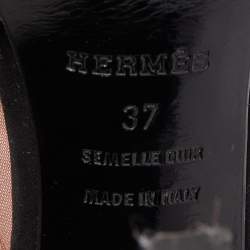 HERMÈS
37
SEMELLE CUIR
MADE IN ITALY